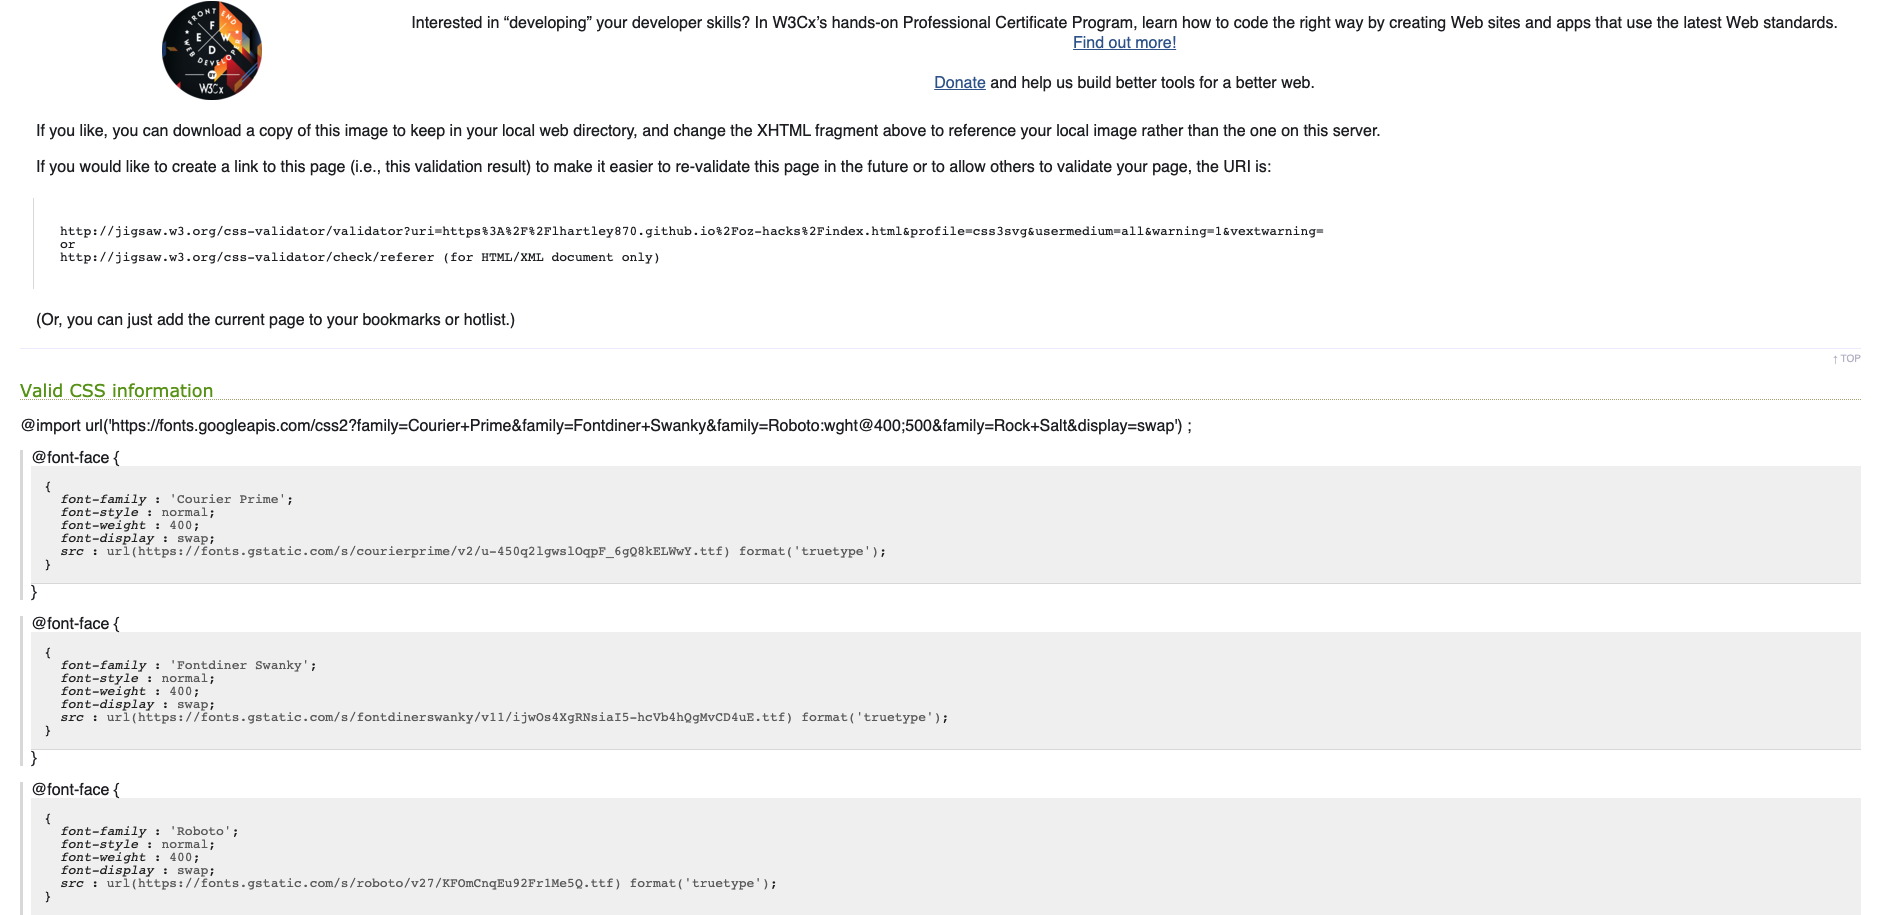 FRONT END
F
E W
D
WEB DEVELOPER
BY
W3Cx
Interested in “developing” your developer skills? In W3Cx’s hands-on Professional Certificate Program, learn how to code the right way by creating Web sites and apps that use the latest Web standards.
Find out more!
Donate and help us build better tools for a better web.
If you like, you can download a copy of this image to keep in your local web directory, and change the XHTML fragment above to reference your local image rather than the one on this server.
If you would like to create a link to this page (i.e., this validation result) to make it easier to re-validate this page in the future or to allow others to validate your page, the URI is:
http://jigsaw.w3.org/css-validator/validator?uri=https%3A%2F%2Flhartley870.github.io%2Foz-hacks%2Findex.html&profile=css3svg&usermedium=all&warning=1&vextwarning=
or
http://jigsaw.w3.org/css-validator/check/referer (for HTML/XML document only)
(Or, you can just add the current page to your bookmarks or hotlist.)
↑ TOP
Valid CSS information
@import url('https://fonts.googleapis.com/css2?family=Courier+Prime&family=Fontdiner+Swanky&family=Roboto:wght@400;500&family=Rock+Salt&display=swap') ;
@font-face {
{
font-family : 'Courier Prime';
font-style : normal;
font-weight : 400;
font-display : swap;
src : url(https://fonts.gstatic.com/s/courierprime/v2/u-450q2lgwslOqpF_6gQ8kELWwY.ttf) format('truetype');
}
}
@font-face {
{
font-family : 'Fontdiner Swanky';
font-style : normal;
font-weight : 400;
font-display : swap;
src : url(https://fonts.gstatic.com/s/fontdinerswanky/v11/ijwOs4XgRNsiaI5-hcVb4hQgMvCD4uE.ttf) format('truetype');
}
}
@font-face {
{
font-family : 'Roboto';
font-style : normal;
font-weight : 400;
font-display : swap;
src : url(https://fonts.gstatic.com/s/roboto/v27/KFOmCnqEu92Fr1Me5Q.ttf) format('truetype');
}